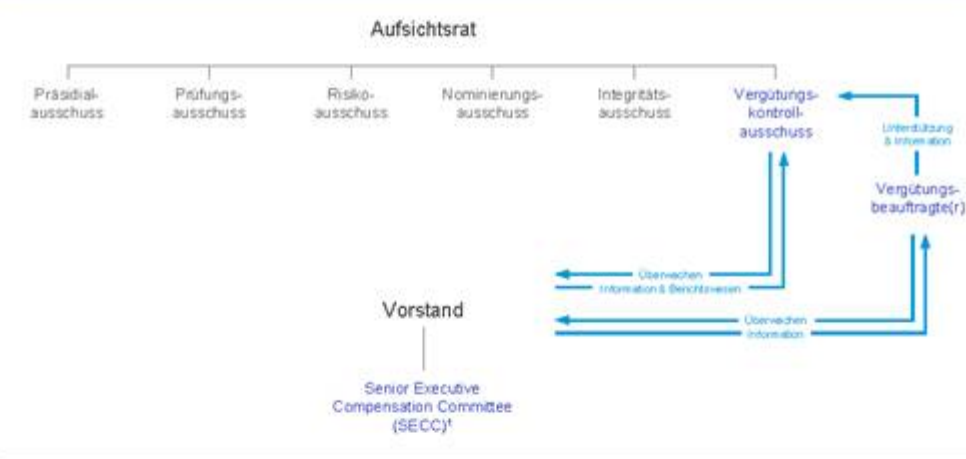 Aufsichtsrat
Präsidial-
ausschuss
Prüfungs-
ausschuss
Risiko-
ausschuss
Nominierungs-
ausschuss
Integritäts-
ausschuss
Vergütungs-
kontroll-
ausschuss
Unterstützung
& Information
Vergütungs-
beauftragte(r)
Überwachen
Information & Berichtswesen
Vorstand
Überwachen
Information
Senior Executive
Compensation Committee
(SECC)¹